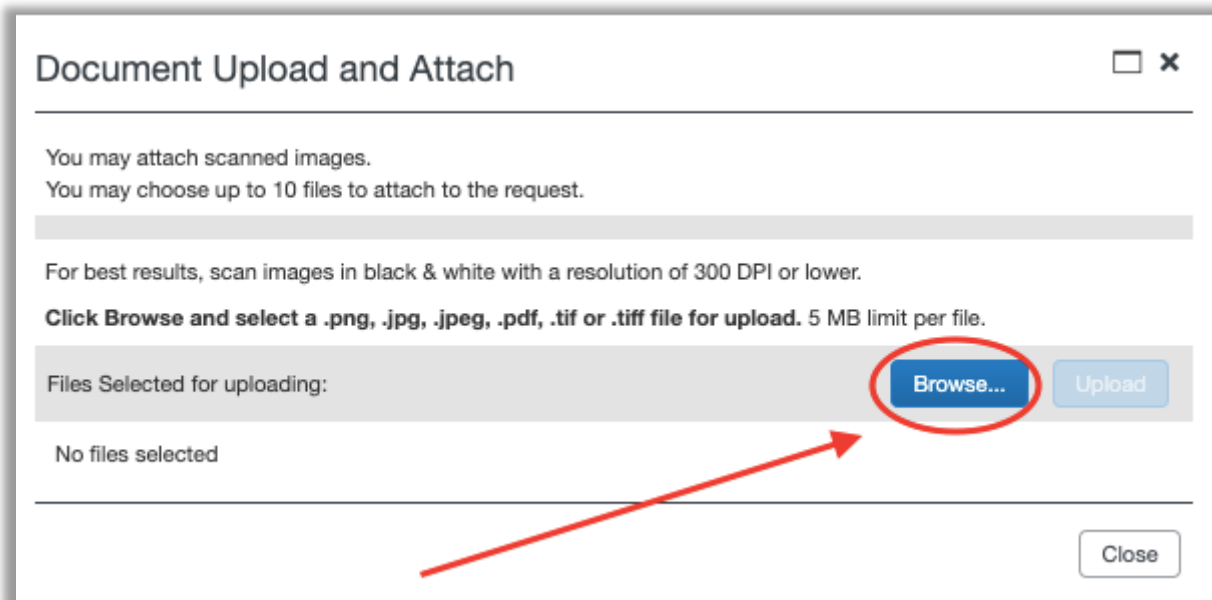 Document Upload and Attach
You may attach scanned images.
You may choose up to 10 files to attach to the request.
For best results, scan images in black & white with a resolution of 300 DPI or lower.
Click Browse and select a .png, .jpg, .jpeg, .pdf, .tif or .tiff file for upload. 5 MB limit per file.
Files Selected for uploading: Browse... Upload
No files selected
Close